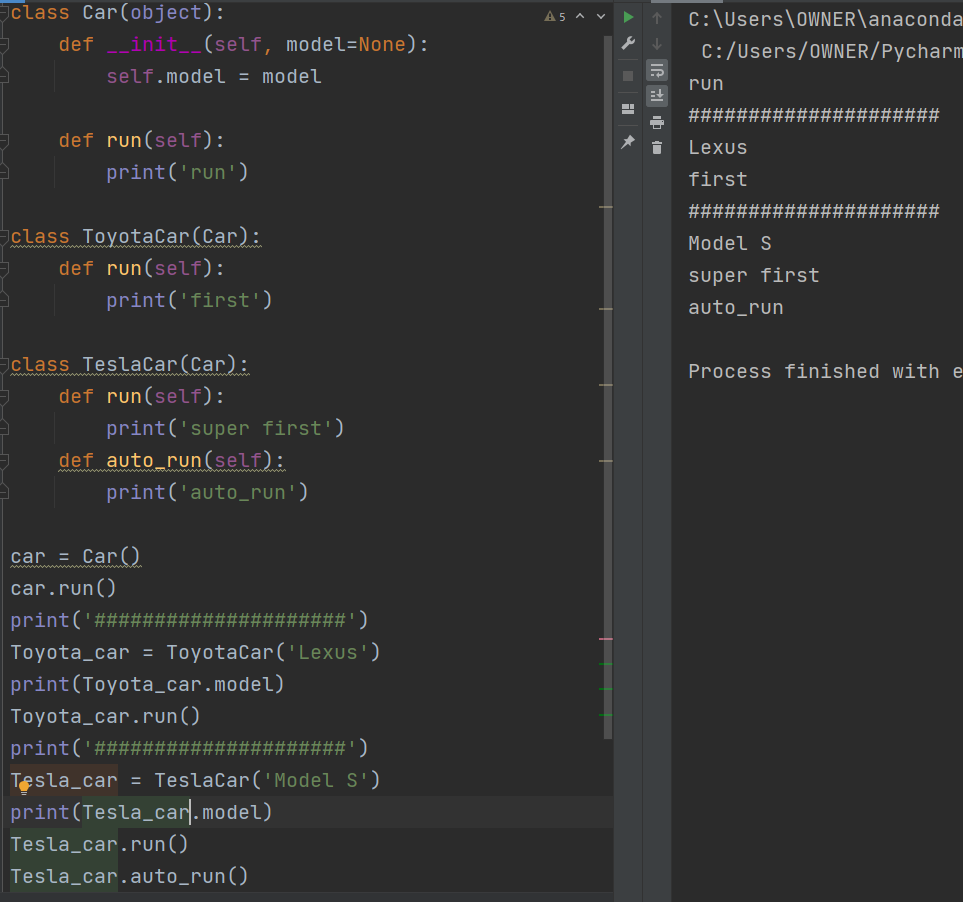 class Car(object):
    def __init__(self, model=None):
        self.model = model
    def run(self):
        print('run')
class ToyotaCar(Car):
    def run(self):
        print('first')
class TeslaCar(Car):
    def run(self):
        print('super first')
    def auto_run(self):
        print('auto_run')
car = Car()
car.run()
print('#####################')
Toyota_car = ToyotaCar('Lexus')
print(Toyota_car.model)
Toyota_car.run()
print('#####################')
Tesla_car = TeslaCar('Model S')
print(Tesla_car.model)
Tesla_car.run()
Tesla_car.auto_run()
5
C:\Users\OWNER\anaconda
C:/Users/OWNER/Pycharm
run
#####################
Lexus
first
#####################
Model S
super first
auto_run
Process finished with e